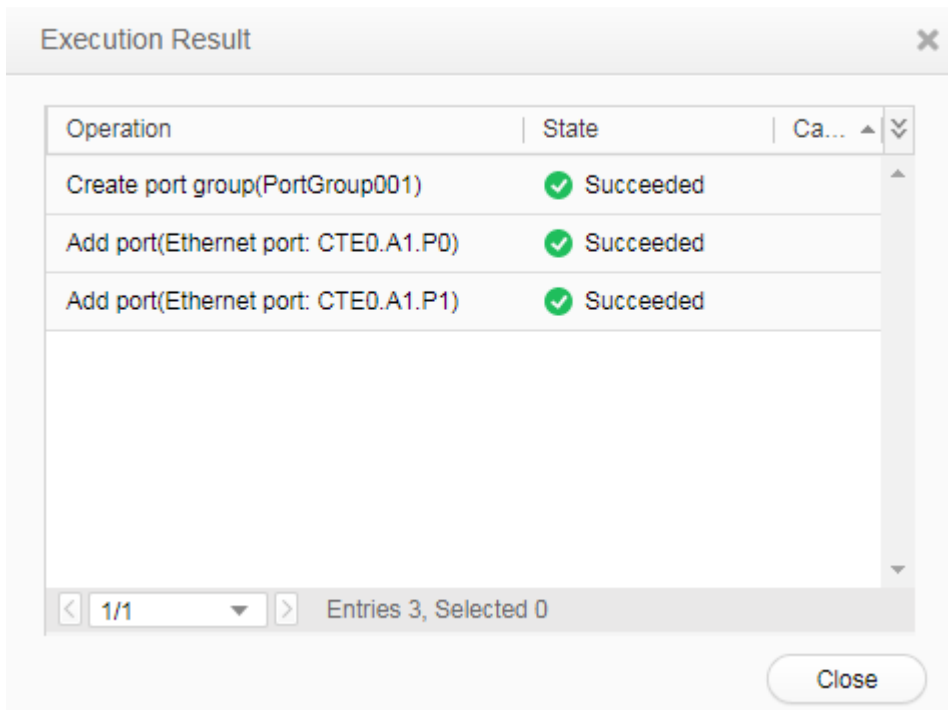 Execution Result
Operation State Ca...
Create port group(PortGroup001) Succeeded
Add port(Ethernet port: CTE0.A1.P0) Succeeded
Add port(Ethernet port: CTE0.A1.P1) Succeeded
1/1 Entries 3, Selected 0
Close